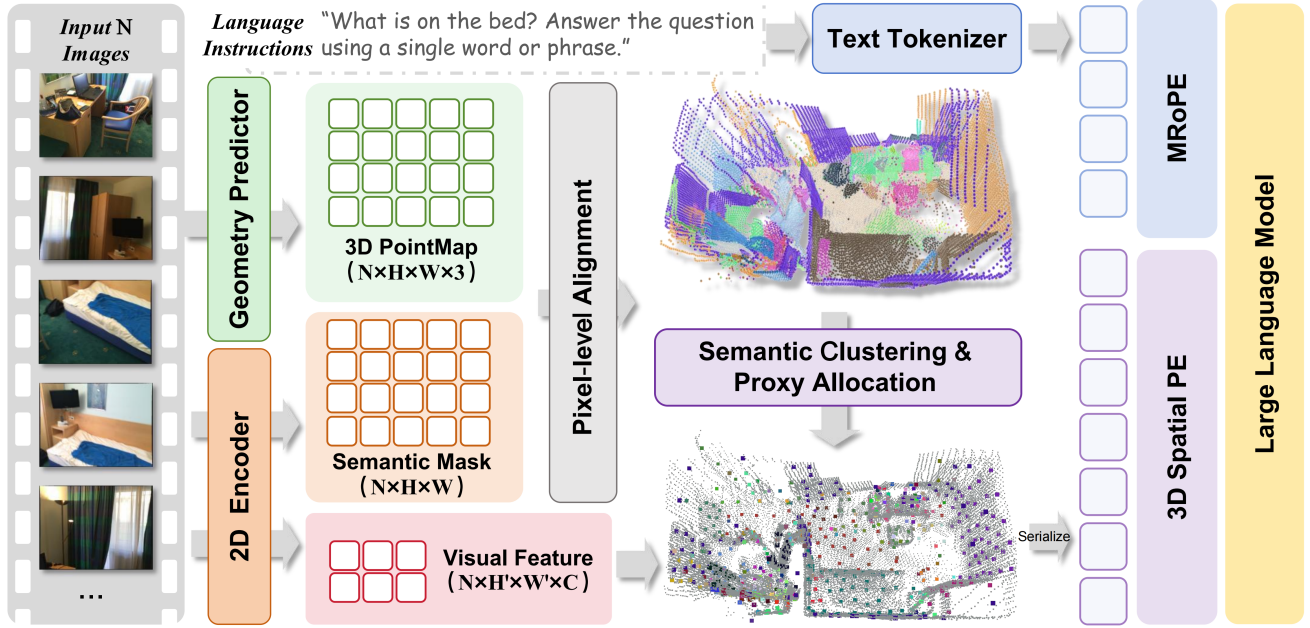 Input N
Images
...
Language
Instructions
“What is on the bed? Answer the question
using a single word or phrase.”
Text Tokenizer
Geometry Predictor
3D PointMap
(N×H×W×3)
2D Encoder
Semantic Mask
(N×H×W)
Visual Feature
(N×H'×W'×C)
Pixel-level Alignment
Semantic Clustering &
Proxy Allocation
Serialize
MRoPE
3D Spatial PE
Large Language Model